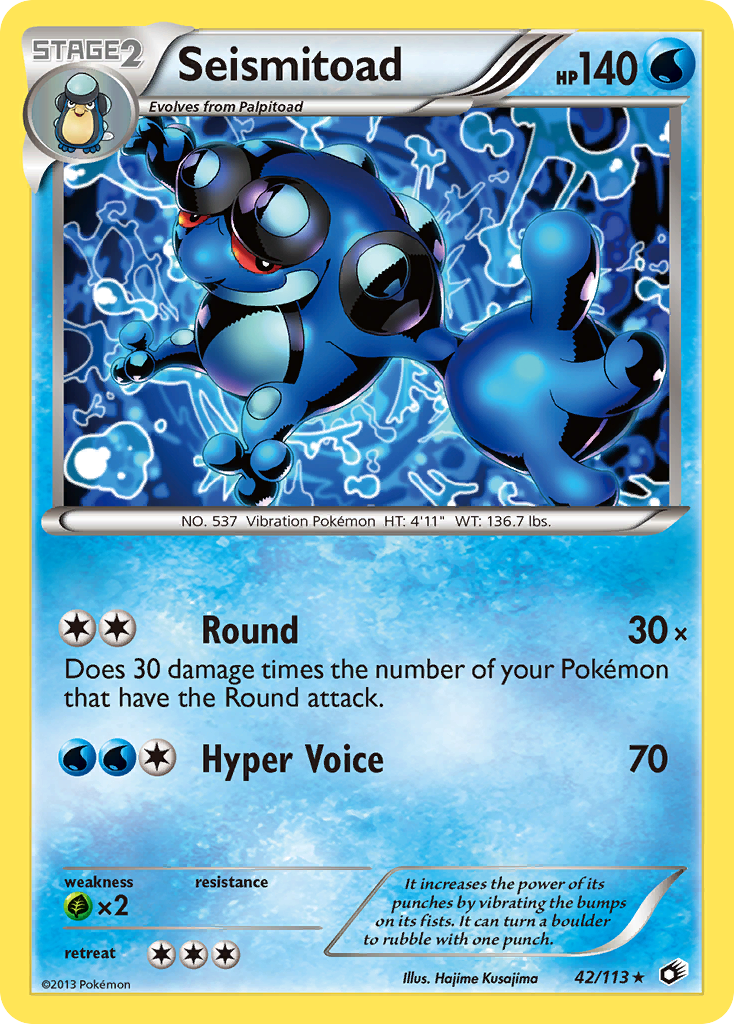 STAGE2
Seismitoad
HP140
Evolves from Palpitoad
NO. 537 Vibration Pokémon HT: 4'11" WT: 136.7 lbs.
Round 30×
Does 30 damage times the number of your Pokémon
that have the Round attack.
Hyper Voice 70
weakness resistance
×2
It increases the power of its
punches by vibrating the bumps
on its fists. It can turn a boulder
to rubble with one punch.
retreat
©2013 Pokémon
Illus. Hajime Kusajima
42/113 ★